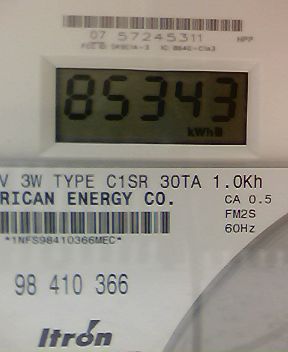 07 57245311
85343
kWh
V 3W TYPE C1SR 30TA 1.0Kh
RICAN ENERGY CO.
CA 0.5
FM2S
60Hz
*1NFS98410366MEC*
98 410 366
Itrón